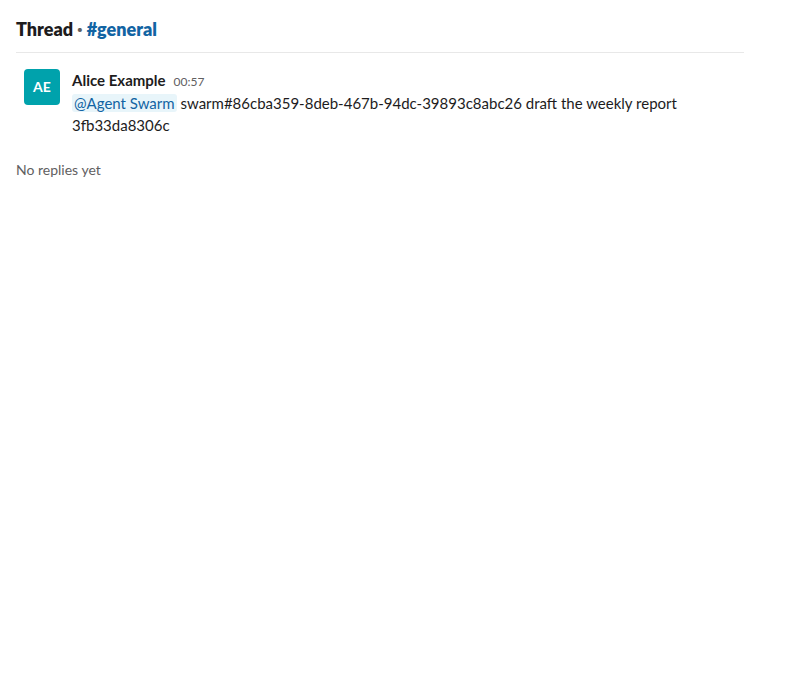 Thread • #general
AE
Alice Example 00:57
@Agent Swarm swarm#86cba359-8deb-467b-94dc-39893c8abc26 draft the weekly report
3fb33da8306c
No replies yet